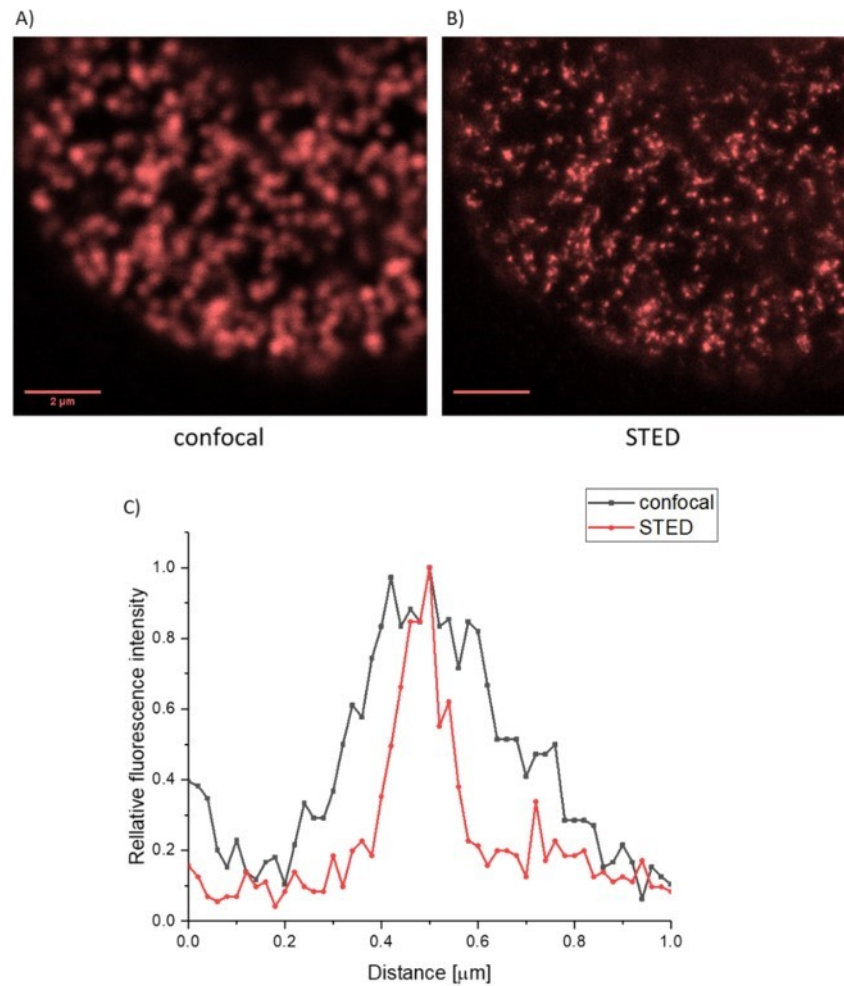 A)
B)
2 µm
confocal
STED
C)
confocal
STED
1.0
0.8
0.6
0.4
0.2
0.0
Rellative fluorescence intensity
0.0 0.2 0.4 0.6 0.8 1.0
Distance [µm]